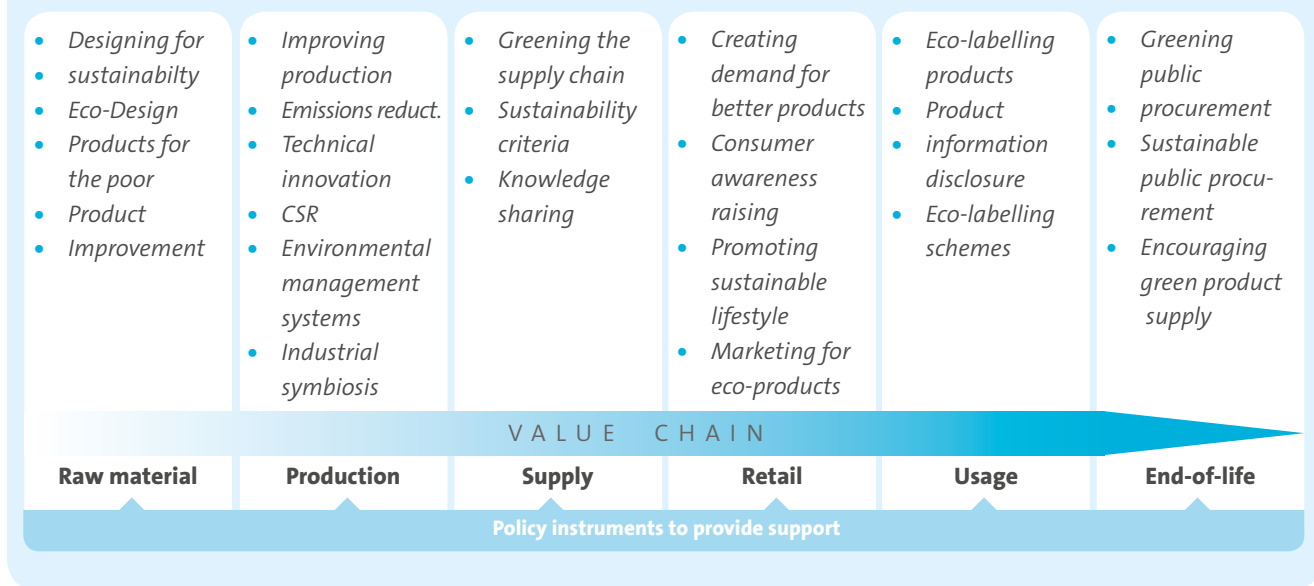 • Designing for
• sustainabilty
• Eco-Design
• Products for
the poor
• Product
• Improvement
• Improving
production
• Emissions reduct.
• Technical
innovation
• CSR
• Environmental
management
systems
• Industrial
symbiosis
• Greening the
supply chain
• Sustainability
criteria
• Knowledge
sharing
• Creating
demand for
better products
• Consumer
awareness
raising
• Promoting
sustainable
lifestyle
• Marketing for
eco-products
• Eco-labelling
products
• Product
• information
disclosure
• Eco-labelling
schemes
• Greening
public
• procurement
• Sustainable
public procu-
rement
• Encouraging
green product
supply
VALUE CHAIN
Raw material
Production
Supply
Retail
Usage
End-of-life
Policy instruments to provide support